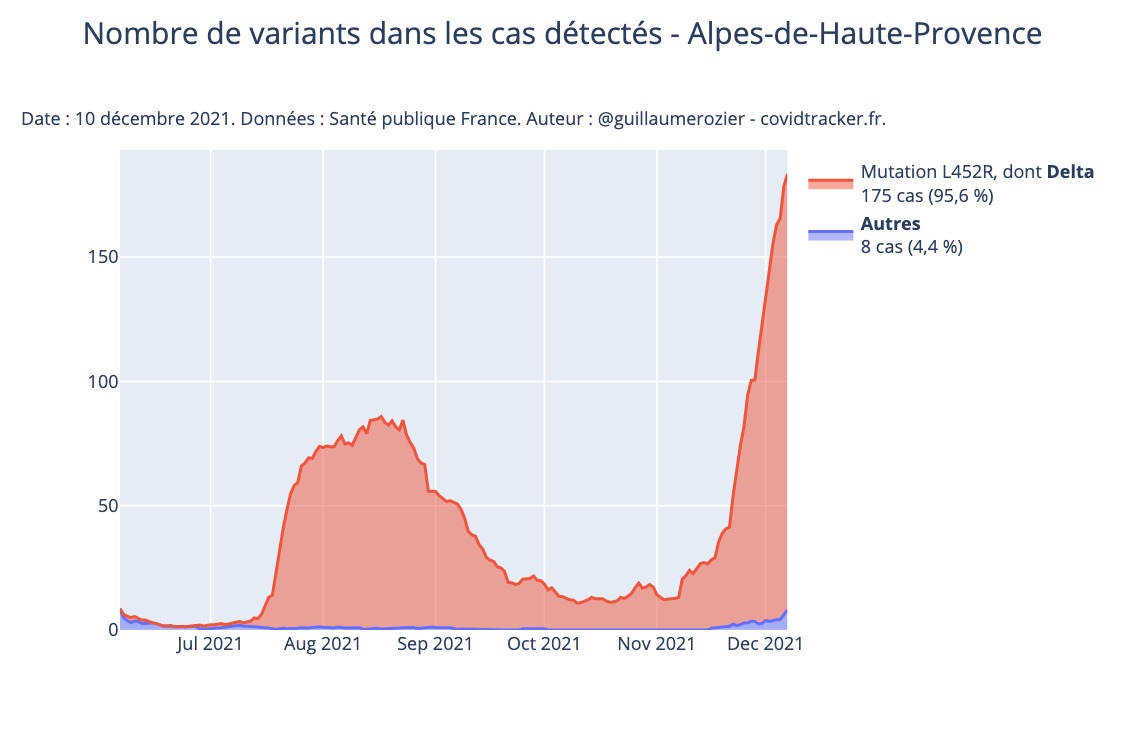 Nombre de variants dans les cas détectés - Alpes-de-Haute-Provence
Date : 10 décembre 2021. Données : Santé publique France. Auteur : @guillaumerozier - covidtracker.fr.
Mutation L452R, dont Delta
175 cas (95,6 %)
Autres
8 cas (4,4 %)
150
100
50
0
Jul 2021 Aug 2021 Sep 2021 Oct 2021 Nov 2021 Dec 2021